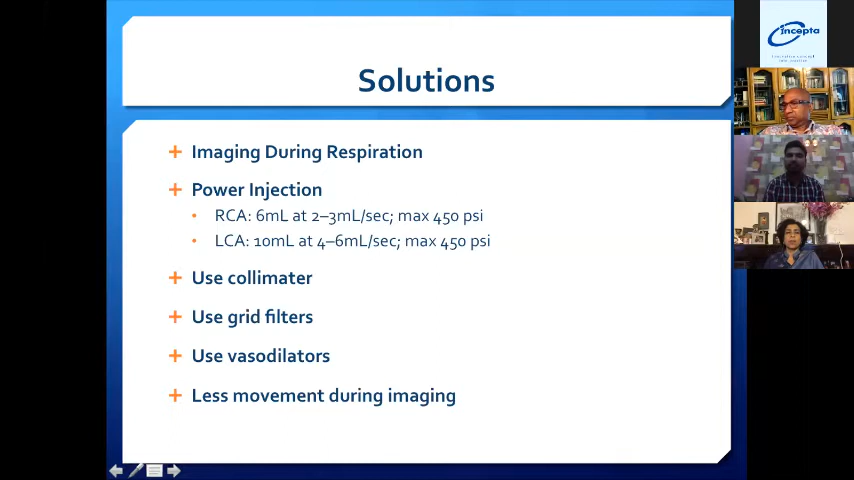 Solutions
+ Imaging During Respiration
+ Power Injection
• RCA: 6mL at 2–3mL/sec; max 450 psi
• LCA: 10mL at 4–6mL/sec; max 450 psi
+ Use collimater
+ Use grid filters
+ Use vasodilators
+ Less movement during imaging
incepta